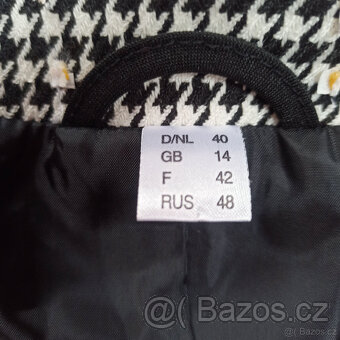 D/NL 40
GB 14
F 42
RUS 48
Bazos.cz